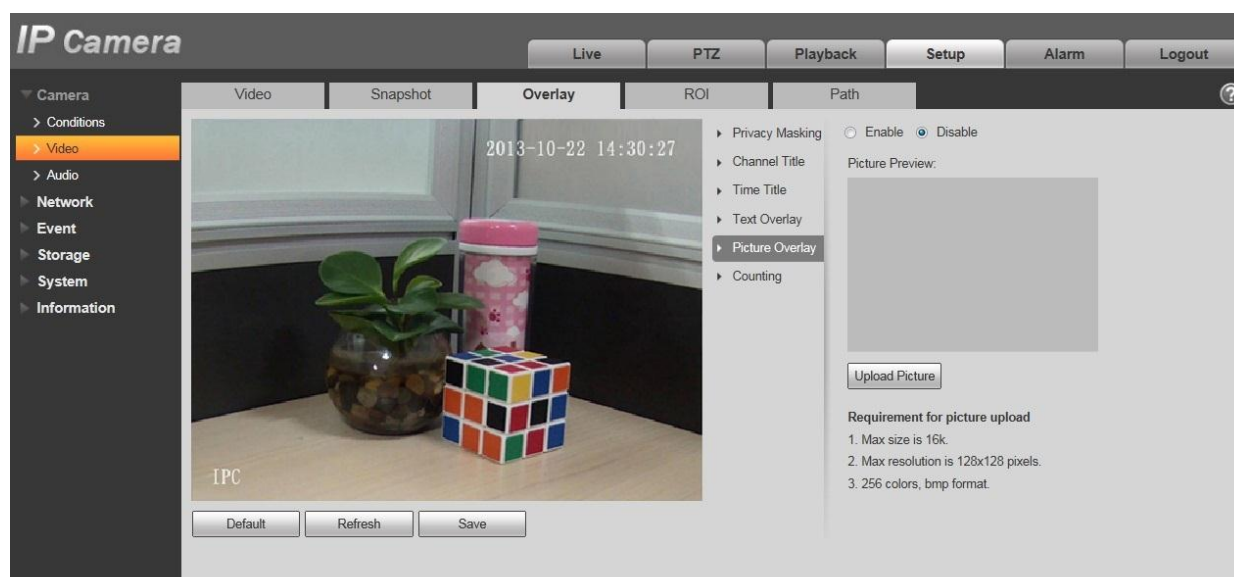 IP Camera
Live
PTZ
Playback
Setup
Alarm
Logout
Camera
Conditions
Video
Audio
Network
Event
Storage
System
Information
Video
Snapshot
Overlay
ROI
Path
?
2013-10-22 14:30:27
IPC
Default
Refresh
Save
Privacy Masking
Channel Title
Time Title
Text Overlay
Picture Overlay
Counting
Enable
Disable
Picture Preview:
Upload Picture
Requirement for picture upload
1. Max size is 16k.
2. Max resolution is 128x128 pixels.
3. 256 colors, bmp format.